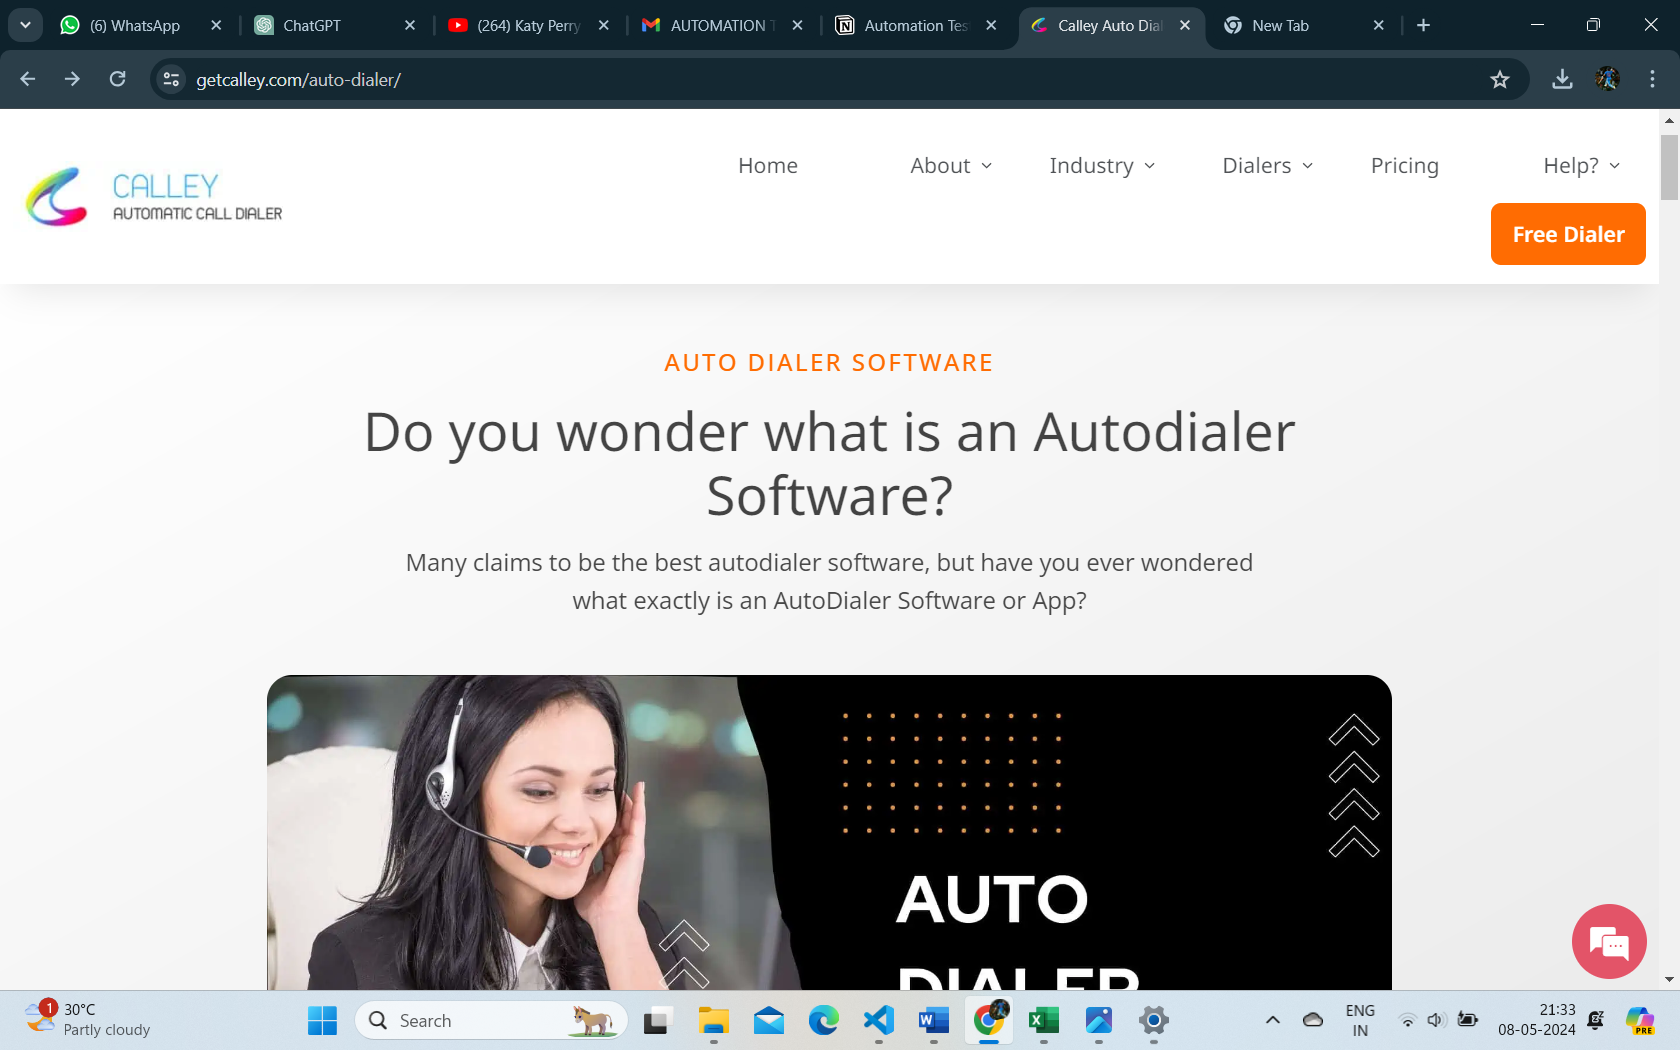 (6) WhatsApp
ChatGPT
(264) Katy Perry
AUTOMATION T
Automation Tes
Calley Auto Dial
New Tab
getcalley.com/auto-dialer/
CALLEY
AUTOMATIC CALL DIALER
Home
About
Industry
Dialers
Pricing
Help?
Free Dialer
AUTO DIALER SOFTWARE
Do you wonder what is an Autodialer
Software?
Many claims to be the best autodialer software, but have you ever wondered
what exactly is an AutoDialer Software or App?
AUTO
DIALER
1
30°C
Partly cloudy
Search
ENG
IN
21:33
08-05-2024
PRE